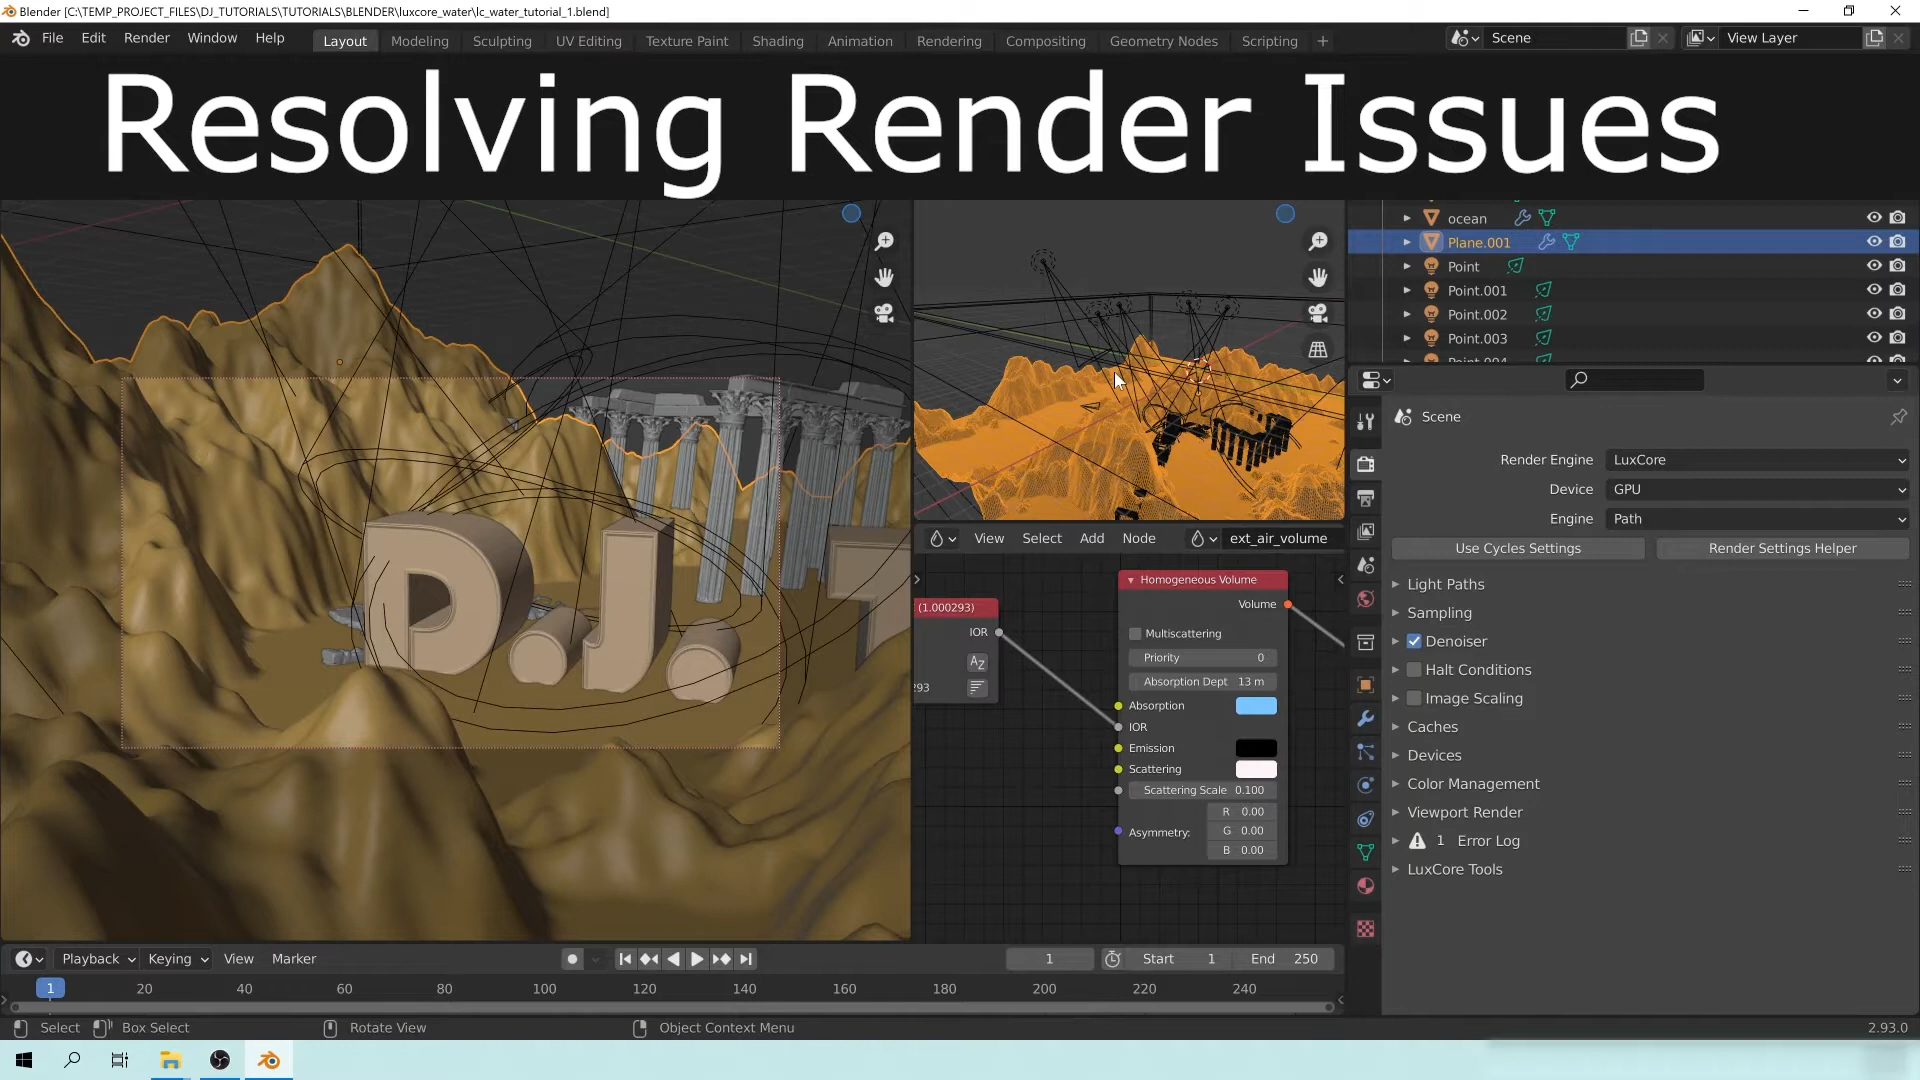 Blender [C:\TEMP_PROJECT_FILES\DJ_TUTORIALS\TUTORIALS\BLENDER\luxcore_water\lc_water_tutorial_1.blend]
File Edit Render Window Help Layout Modeling Sculpting UV Editing Texture Paint Shading Animation Rendering Compositing Geometry Nodes Scripting + Scene View Layer
Resolving Render Issues
ocean
Plane.001
Point
Point.001
Point.002
Point.003
Scene
Render Engine LuxCore
Device GPU
Engine Path
Use Cycles Settings Render Settings Helper
Light Paths
Sampling
Denoiser
Halt Conditions
Image Scaling
Caches
Devices
Color Management
Viewport Render
1 Error Log
LuxCore Tools
D.J.
View Select Add Node ext_air_volume
(1.000293)
IOR
293
Homogeneous Volume
Volume
Multiscattering
Priority 0
Absorption Dept 13 m
Absorption
IOR
Emission
Scattering
Scattering Scale 0.100
R 0.00
Asymmetry: G 0.00
B 0.00
Playback Keying View Marker 1 Start 1 End 250
1 20 40 60 80 100 120 140 160 180 200 220 240
Select Box Select Rotate View Object Context Menu 2.93.0